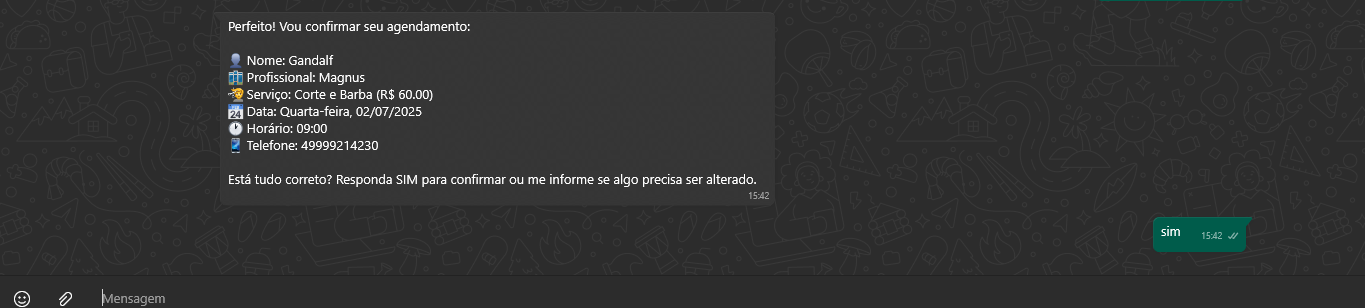 Perfeito! Vou confirmar seu agendamento:
👤 Nome: Gandalf
💈 Profissional: Magnus
💇 Serviço: Corte e Barba (R$ 60.00)
📅 Data: Quarta-feira, 02/07/2025
🕐 Horário: 09:00
📱 Telefone: 49999214230
Está tudo correto? Responda SIM para confirmar ou me informe se algo precisa ser alterado.
15:42
sim 15:42
Mensagem